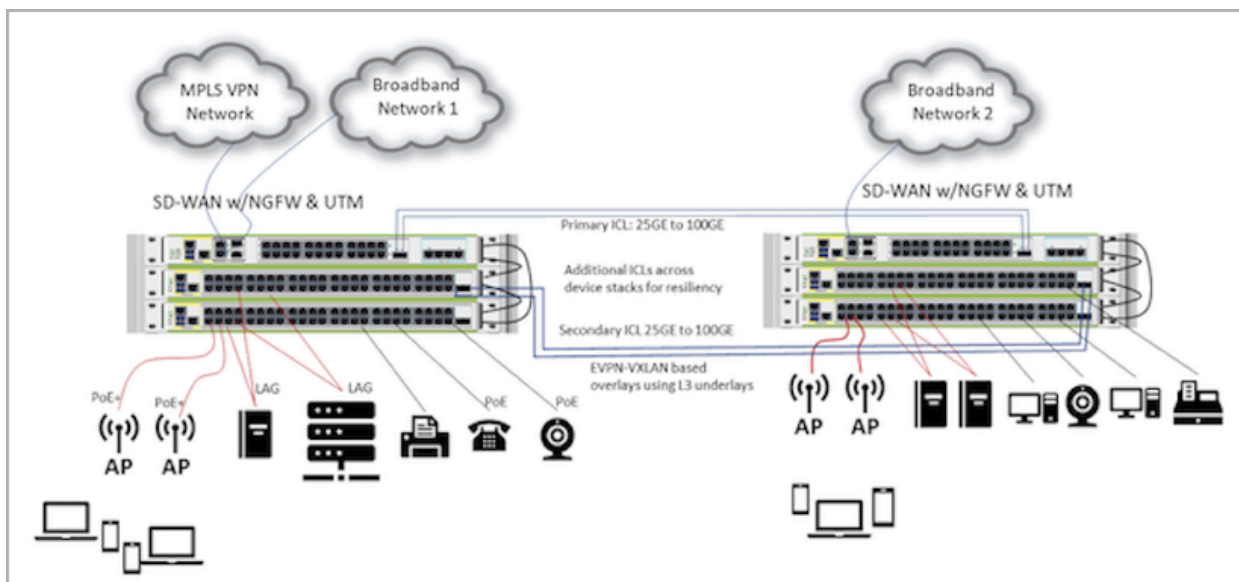 MPLS VPN
Network
Broadband
Network 1
Broadband
Network 2
SD-WAN w/NGFW & UTM
SD-WAN w/NGFW & UTM
Primary ICL: 25GE to 100GE
Additional ICLs across
device stacks for resiliency
Secondary ICL 25GE to 100GE
EVPN-VXLAN based
overlays using L3 underlays
PoE+
PoE+
LAG
LAG
PoE
PoE
AP
AP
AP
AP